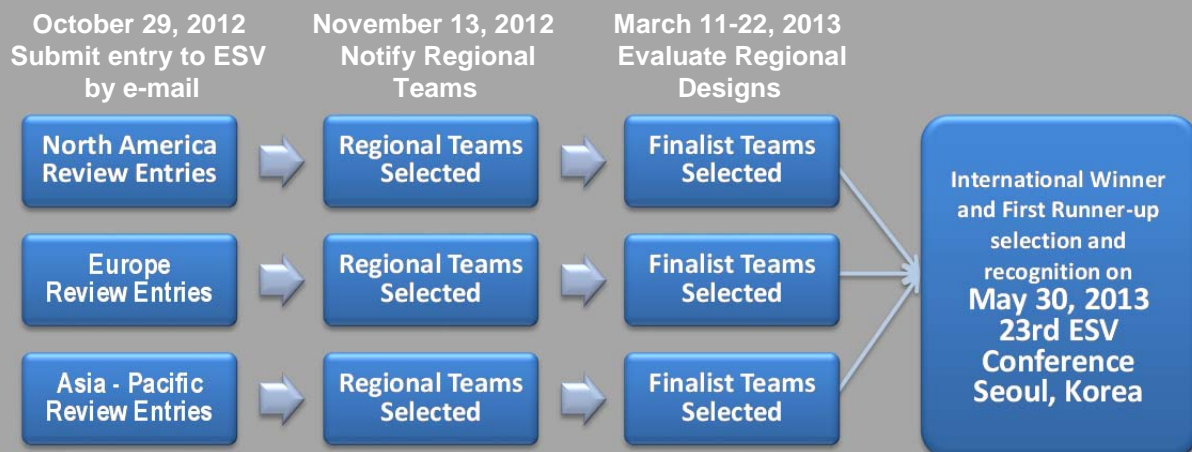 October 29, 2012
Submit entry to ESV
by e-mail
November 13, 2012
Notify Regional
Teams
March 11-22, 2013
Evaluate Regional
Designs
North America
Review Entries
Regional Teams
Selected
Finalist Teams
Selected
Europe
Review Entries
Regional Teams
Selected
Finalist Teams
Selected
Asia - Pacific
Review Entries
Regional Teams
Selected
Finalist Teams
Selected
International Winner
and First Runner-up
selection and
recognition on
May 30, 2013
23rd ESV
Conference
Seoul, Korea